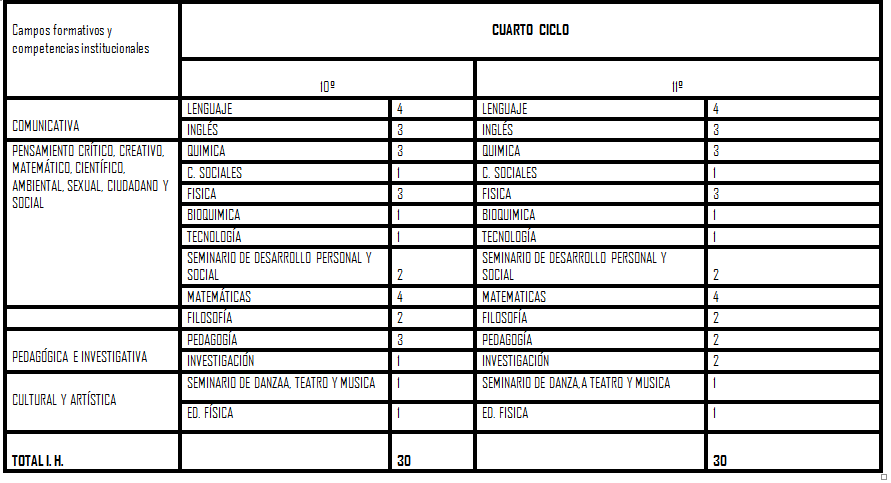 Campos formativos y
competencias institucionales
CUARTO CICLO
10º 11º
COMUNICATIVA
LENGUAJE 4 LENGUAJE 4
INGLÉS 3 INGLÉS 3
PENSAMIENTO CRÍTICO, CREATIVO,
MATEMÁTICO, CIENTÍFICO,
AMBIENTAL, SEXUAL, CIUDADANO Y
SOCIAL
QUIMICA 3 QUIMICA 3
C. SOCIALES 1 C. SOCIALES 1
FISICA 3 FISICA 3
BIOQUIMICA 1 BIOQUIMICA 1
TECNOLOGÍA 1 TECNOLOGÍA 1
SEMINARIO DE DESARROLLO PERSONAL Y
SOCIAL 2
SEMINARIO DE DESARROLLO PERSONAL Y
SOCIAL 2
MATEMÁTICAS 4 MATEMATICAS 4
FILOSOFÍA 2 FILOSOFÍA 2
PEDAGÓGICA E INVESTIGATIVA
PEDAGOGÍA 3 PEDAGOGÍA 2
INVESTIGACIÓN 1 INVESTIGACIÓN 2
CULTURAL Y ARTÍSTICA
SEMINARIO DE DANZAA, TEATRO Y MUSICA 1 SEMINARIO DE DANZA,A TEATRO Y MUSICA 1
ED. FÍSICA 1 ED. FISICA 1
TOTAL I. H. 30 30